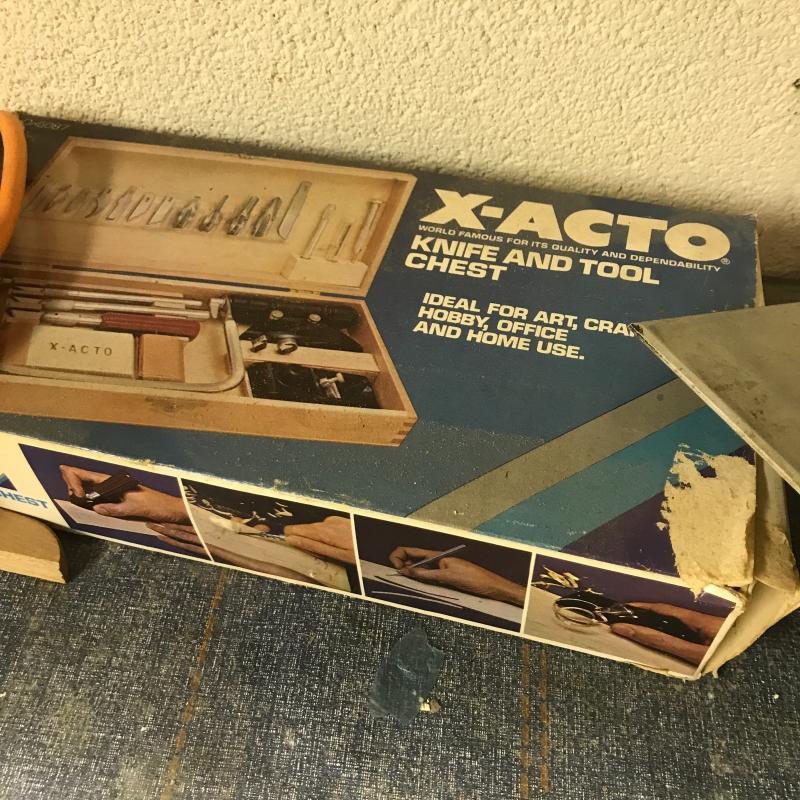 X-ACTO®
WORLD FAMOUS FOR ITS QUALITY AND DEPENDABILITY
KNIFE AND TOOL
CHEST
IDEAL FOR ART, CRA
HOBBY, OFFICE
AND HOME USE.
X-ACTO
CHEST